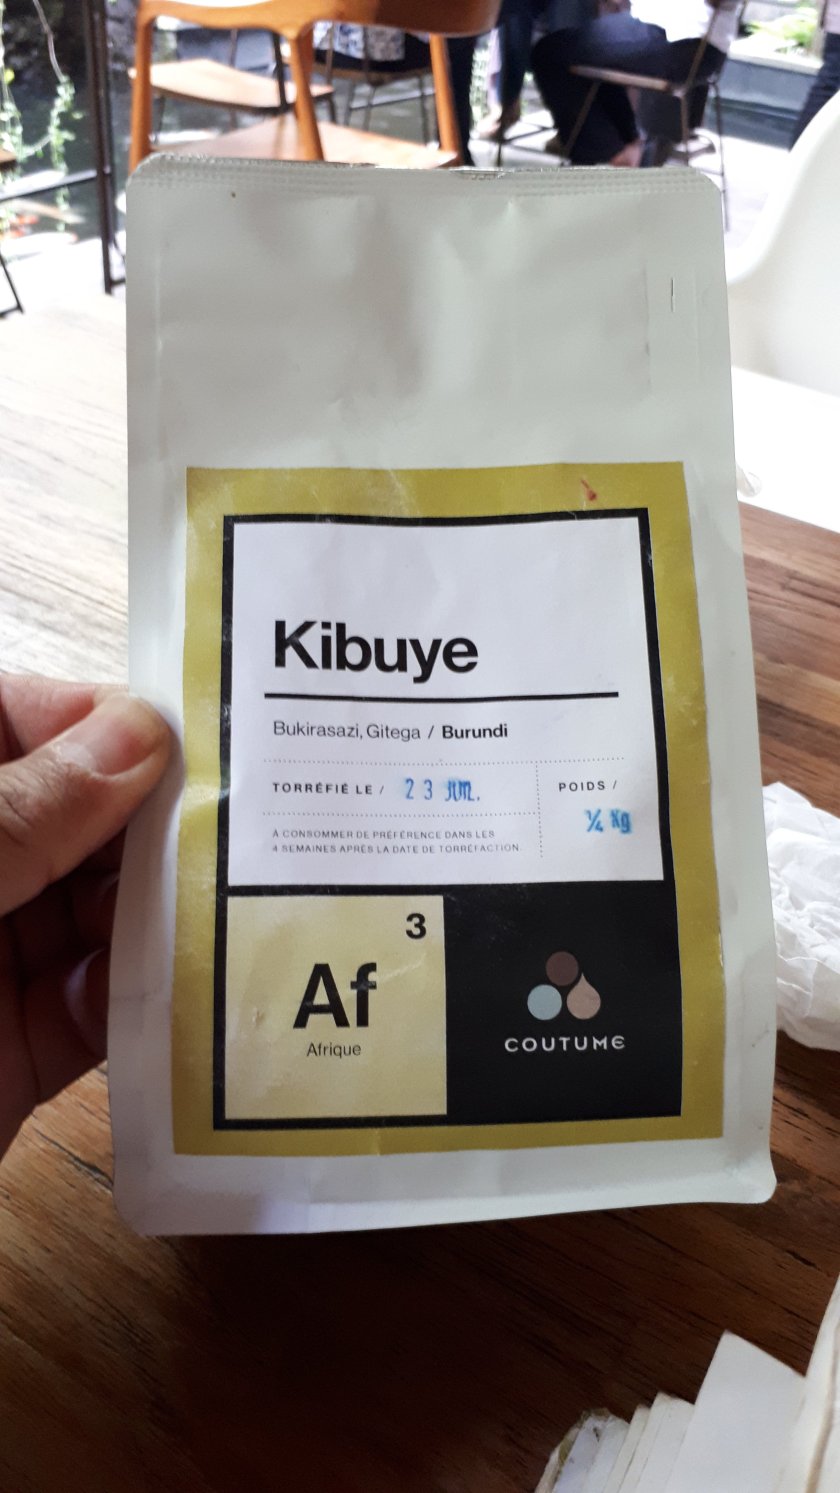 Kibuye
Bukirasazi, Gitega / Burundi
TORRÉFIÉ LE / 23 JUIL.
POIDS /
¼ Kg
À CONSOMMER DE PRÉFÉRENCE DANS LES
4 SEMAINES APRÈS LA DATE DE TORRÉFACTION.
3
Af
Afrique
COUTUME